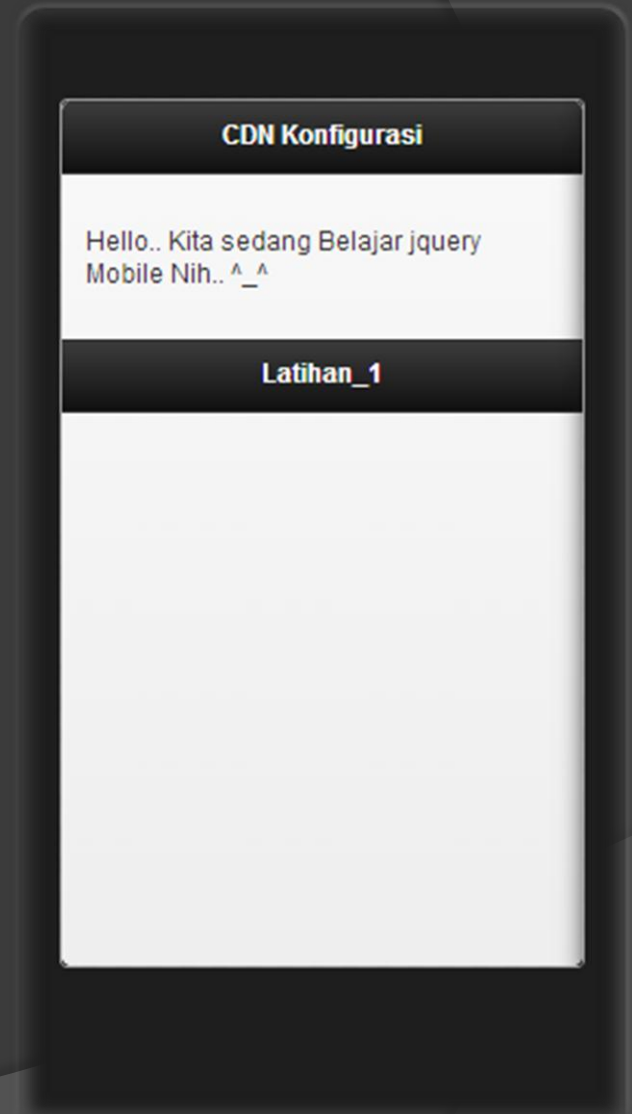 CDN Konfigurasi
Hello.. Kita sedang Belajar jquery
Mobile Nih.. ^_^
Latihan_1